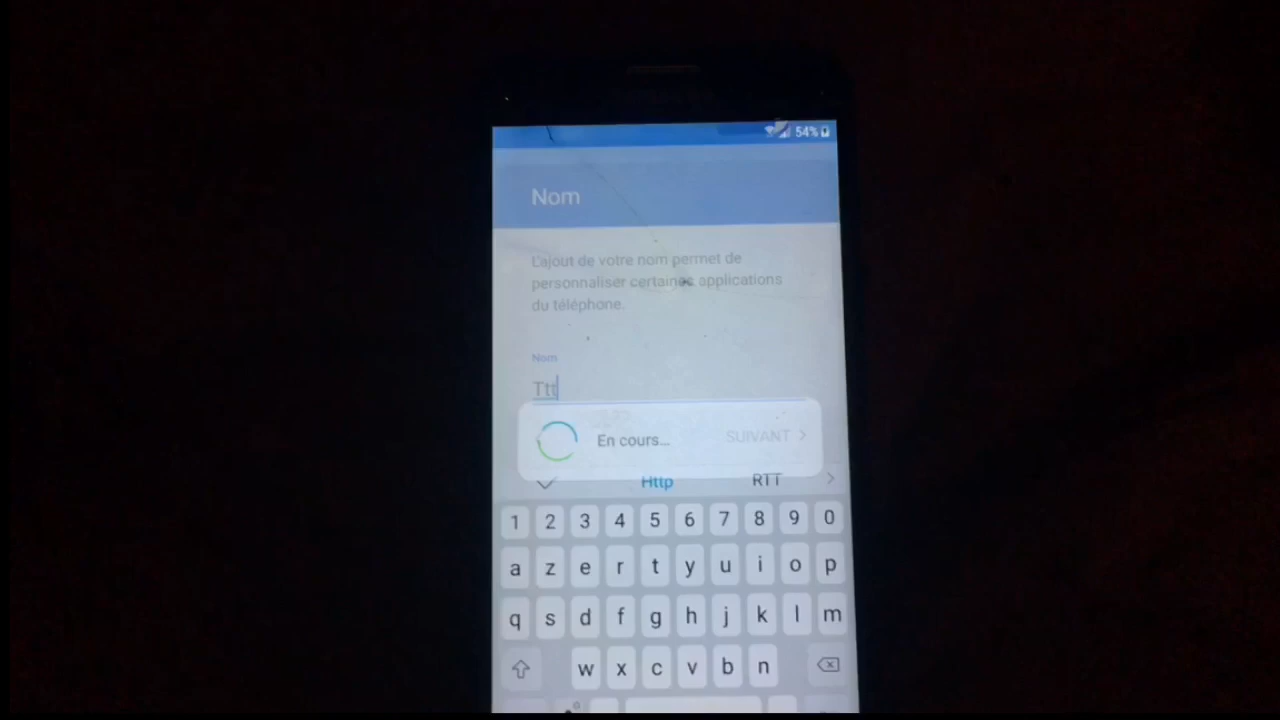 54%
Nom
L'ajout de votre nom permet de
personnaliser certaines applications
du téléphone.
Nom
Ttt
En cours...
SUIVANT >
Http RTT >
1 2 3 4 5 6 7 8 9 0
a z e r t y u i o p
q s d f g h j k l m
w x c v b n